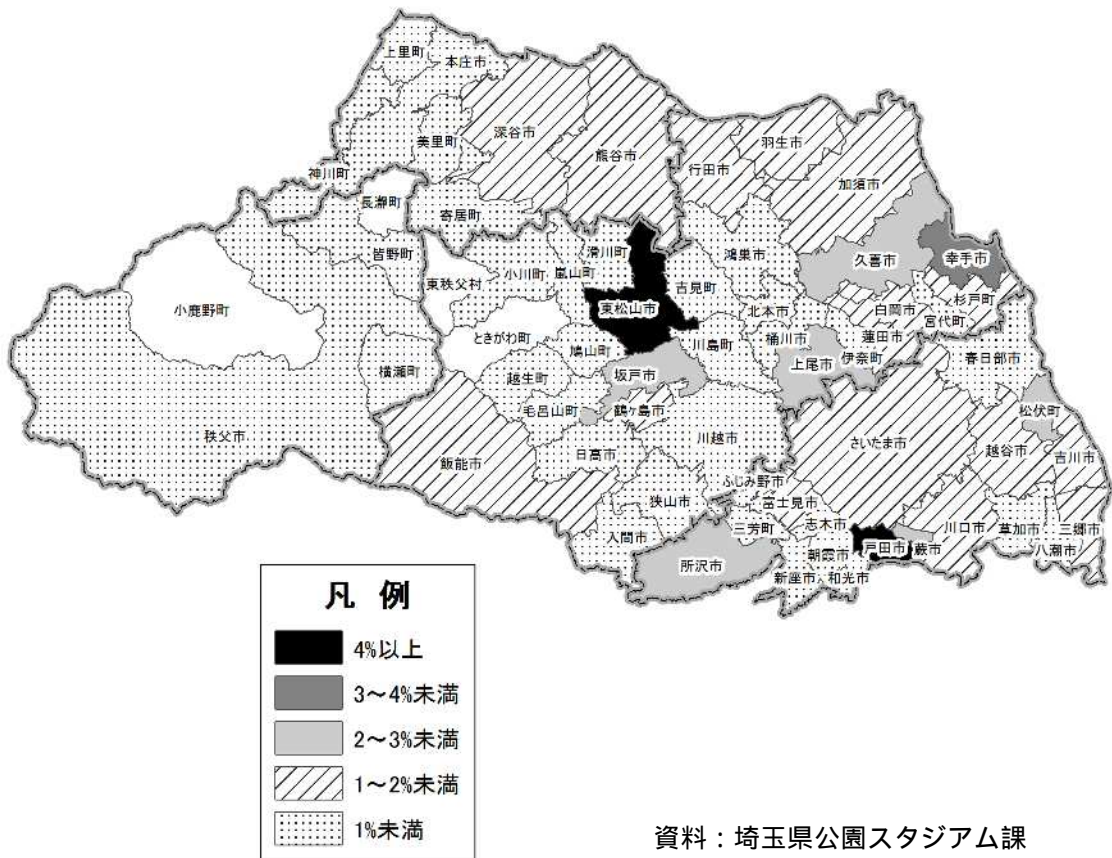 上里町
本庄市
美里町
深谷市
熊谷市
行田市
羽生市
加須市
神川町
長瀞町
寄居町
皆野町
小鹿野町
東秩父村
小川町
嵐山町
滑川町
東松山市
吉見町
鴻巣市
久喜市
幸手市
北本市
白岡市
杉戸町
宮代町
ときがわ町
鳩山町
川島町
桶川市
蓮田市
上尾市
伊奈町
春日部市
横瀬町
越生町
坂戸市
毛呂山町
鶴ヶ島市
松伏町
秩父市
飯能市
日高市
川越市
さいたま市
越谷市
吉川市
ふじみ野市
狭山市
富士見市
入間市
三芳町
志木市
戸田市
蕨市
川口市
草加市
三郷市
八潮市
所沢市
朝霞市
新座市
和光市
凡 例
4%以上
3～4%未満
2～3%未満
1～2%未満
1%未満
資料：埼玉県公園スタジアム課